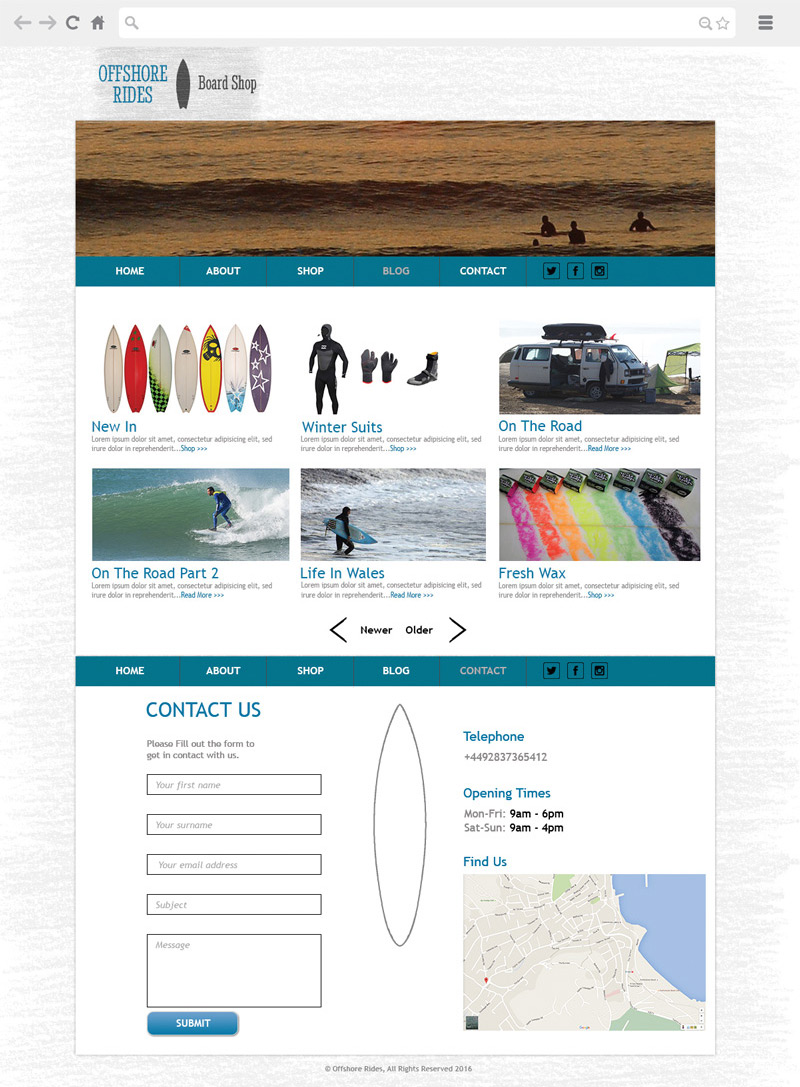 OFFSHORE
RIDES
Board Shop
HOME ABOUT SHOP BLOG CONTACT
New In
Lorem ipsum dolor sit amet, consectetur adipisicing elit, sed
irure dolor in reprehenderit...Shop >>>
Winter Suits
Lorem ipsum dolor sit amet, consectetur adipisicing elit, sed
irure dolor in reprehenderit...Shop >>>
On The Road
Lorem ipsum dolor sit amet, consectetur adipisicing elit, sed
irure dolor in reprehenderit...Read More >>>
On The Road Part 2
Lorem ipsum dolor sit amet, consectetur adipisicing elit, sed
irure dolor in reprehenderit...Read More >>>
Life In Wales
Lorem ipsum dolor sit amet, consectetur adipisicing elit, sed
irure dolor in reprehenderit...Read More >>>
Fresh Wax
Lorem ipsum dolor sit amet, consectetur adipisicing elit, sed
irure dolor in reprehenderit...Shop >>>
Newer Older
HOME ABOUT SHOP BLOG CONTACT
CONTACT US
Please Fill out the form to
get in contact with us.
Your first name
Your surname
Your email address
Subject
Message
SUBMIT
Telephone
+4492837365412
Opening Times
Mon-Fri: 9am - 6pm
Sat-Sun: 9am - 4pm
Find Us
Google
© Offshore Rides, All Rights Reserved 2016